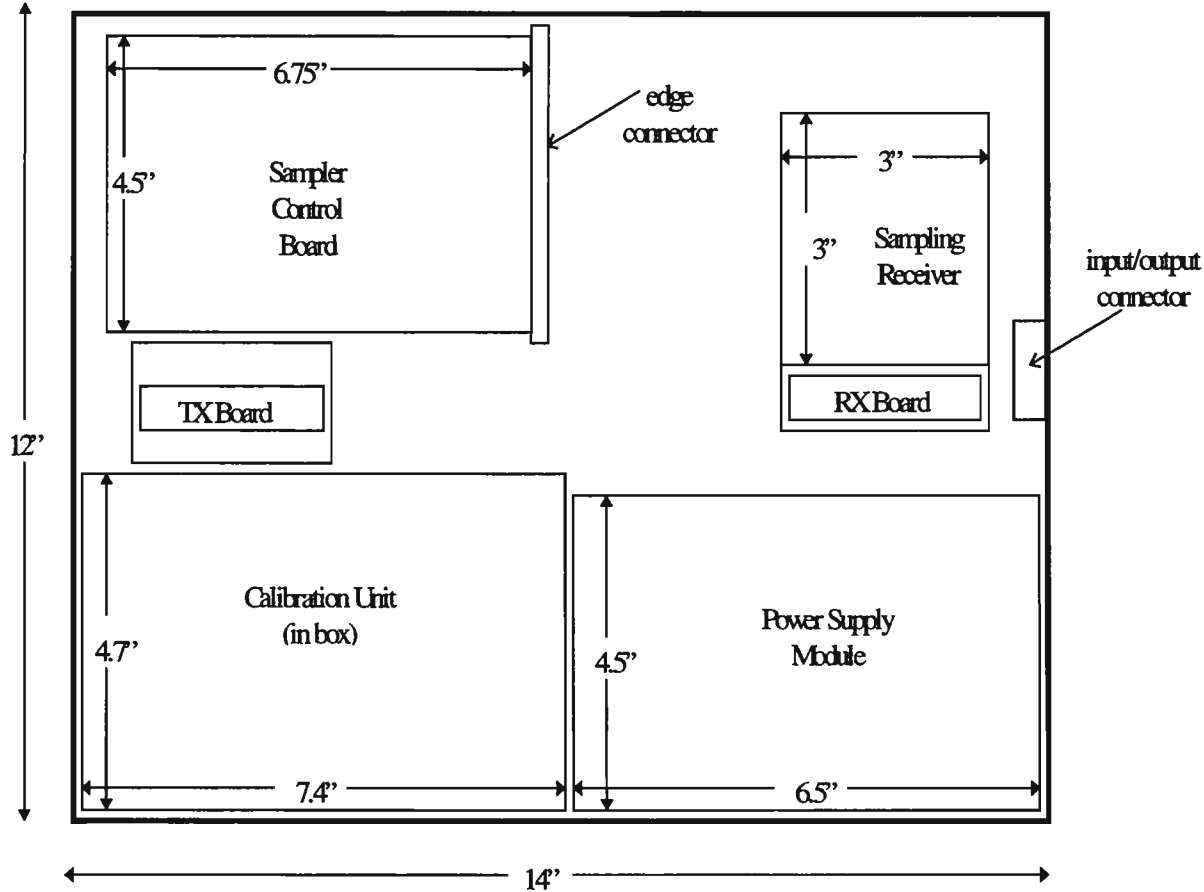 6.75”
edge
connector
4.5”
Sampler
Control
Board
3”
3”
Sampling
Receiver
input/output
connector
TX Board
RX Board
12”
Calibration Unit
(in box)
4.7”
Power Supply
Module
4.5”
7.4”
6.5”
14”